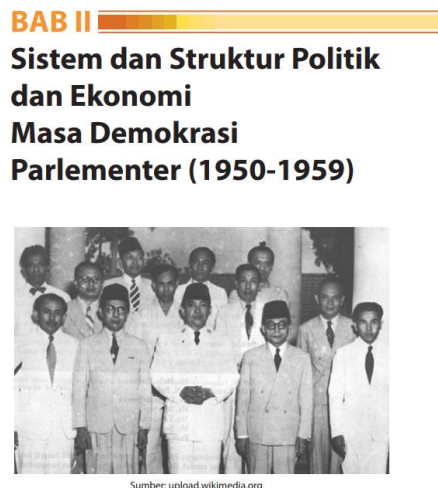 BAB II
Sistem dan Struktur Politik
dan Ekonomi
Masa Demokrasi
Parlementer (1950-1959)
Sumber: upload.wikimedia.org